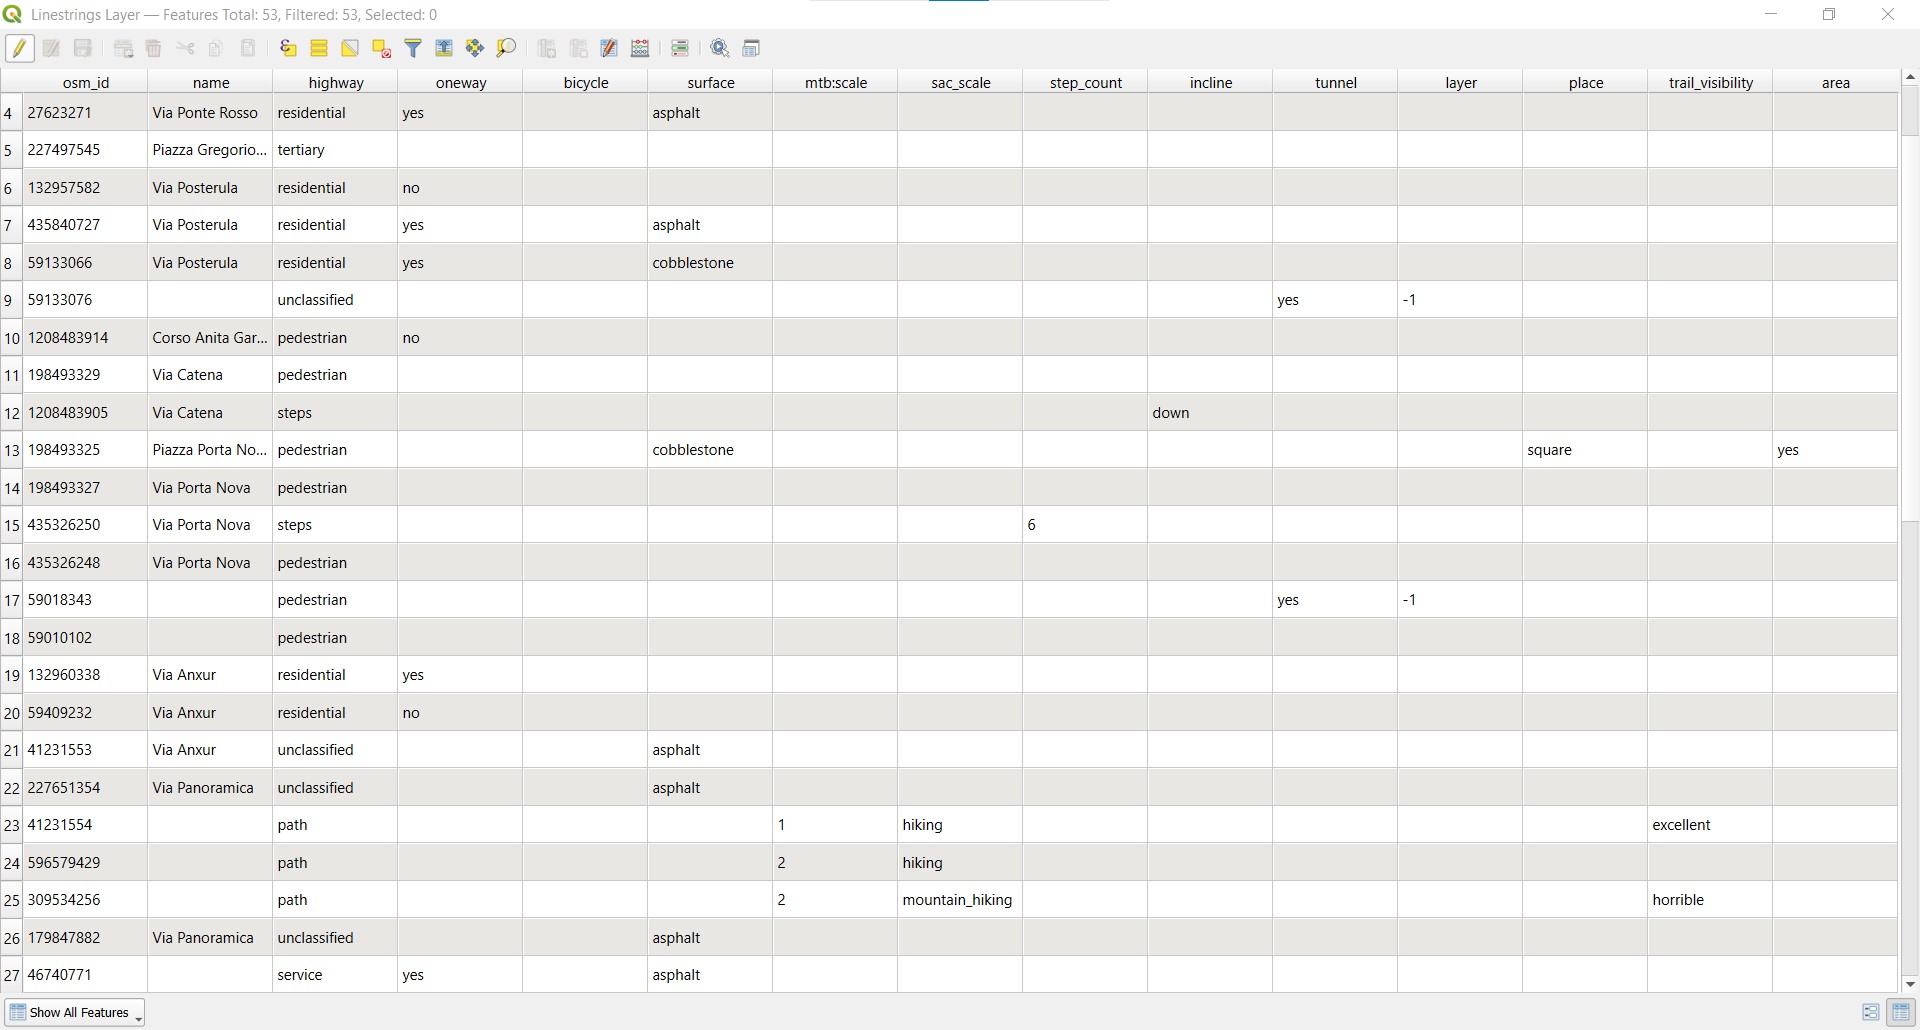 Linestrings Layer — Features Total: 53, Filtered: 53, Selected: 0
osm_id name highway oneway bicycle surface mtb:scale sac_scale step_count incline tunnel layer place trail_visibility area
4 27623271 Via Ponte Rosso residential yes asphalt
5 227497545 Piazza Gregorio... tertiary
6 132957582 Via Posterula residential no
7 435840727 Via Posterula residential yes asphalt
8 59133066 Via Posterula residential yes cobblestone
9 59133076 unclassified yes -1
10 1208483914 Corso Anita Gar... pedestrian no
11 198493329 Via Catena pedestrian
12 1208483905 Via Catena steps down
13 198493325 Piazza Porta No... pedestrian cobblestone square yes
14 198493327 Via Porta Nova pedestrian
15 435326250 Via Porta Nova steps 6
16 435326248 Via Porta Nova pedestrian
17 59018343 pedestrian yes -1
18 59010102 pedestrian
19 132960338 Via Anxur residential yes
20 59409232 Via Anxur residential no
21 41231553 Via Anxur unclassified asphalt
22 227651354 Via Panoramica unclassified asphalt
23 41231554 path 1 hiking excellent
24 596579429 path 2 hiking
25 309534256 path 2 mountain_hiking horrible
26 179847882 Via Panoramica unclassified asphalt
27 46740771 service yes asphalt
Show All Features